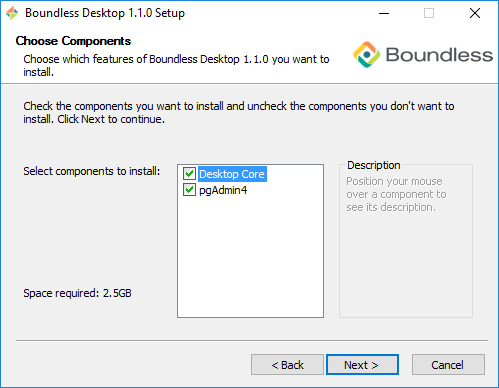 Boundless Desktop 1.1.0 Setup
Choose Components
Choose which features of Boundless Desktop 1.1.0 you want to
install.
Boundless
Check the components you want to install and uncheck the components you don't want to
install. Click Next to continue.
Select components to install:
Desktop Core
pgAdmin4
Description
Position your mouse
over a component to
see its description.
Space required: 2.5GB
< Back
Next >
Cancel